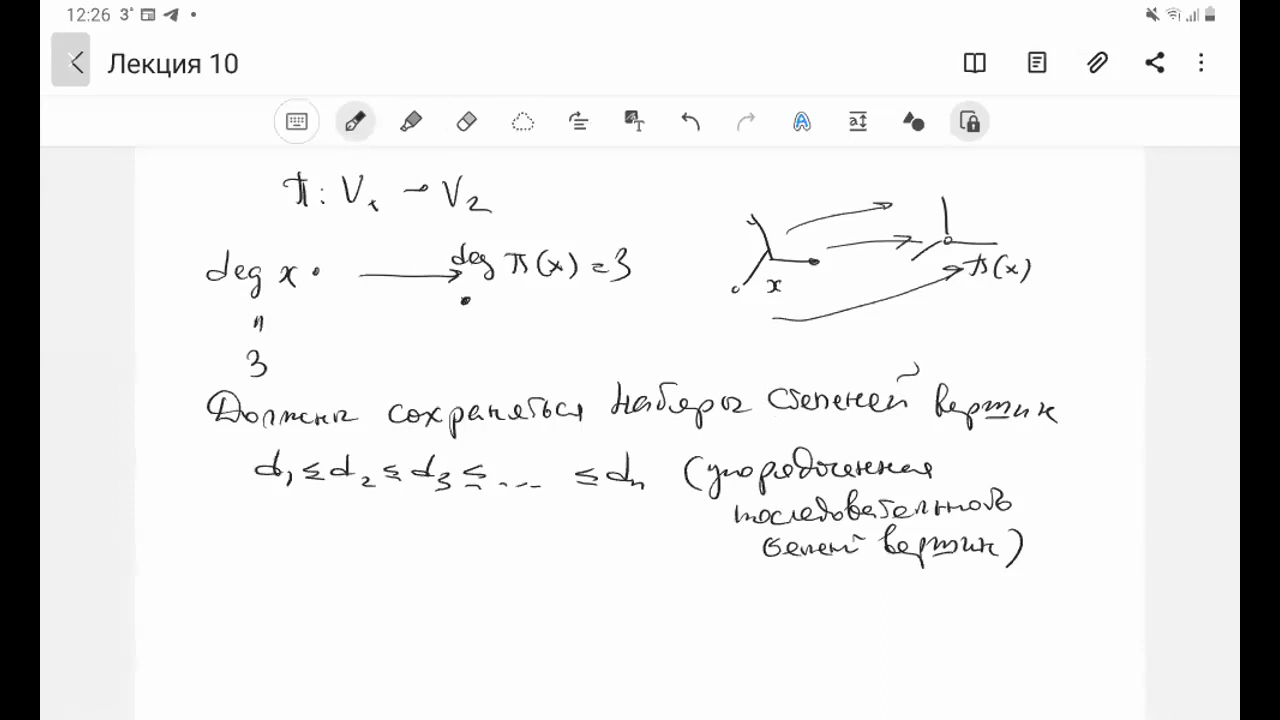 12:26 3°
Лекция 10
π: V₁ → V₂
deg x → deg π(x) = 3
"
3
x π(x)
Должны сохраняться наборы степеней вершин
d₁ ≤ d₂ ≤ d₃ ≤ ... ≤ dₙ (упорядоченная
последовательность
вершин)